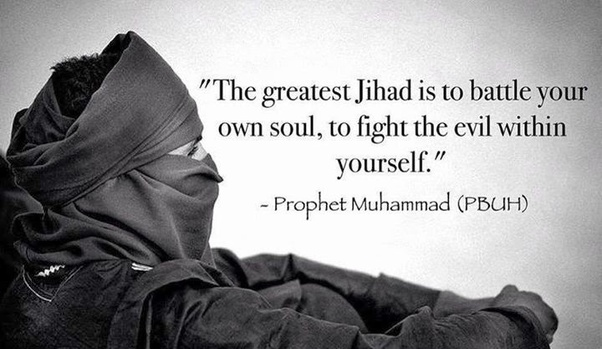 "The greatest Jihad is to battle your
own soul, to fight the evil within
yourself."
- Prophet Muhammad (PBUH)